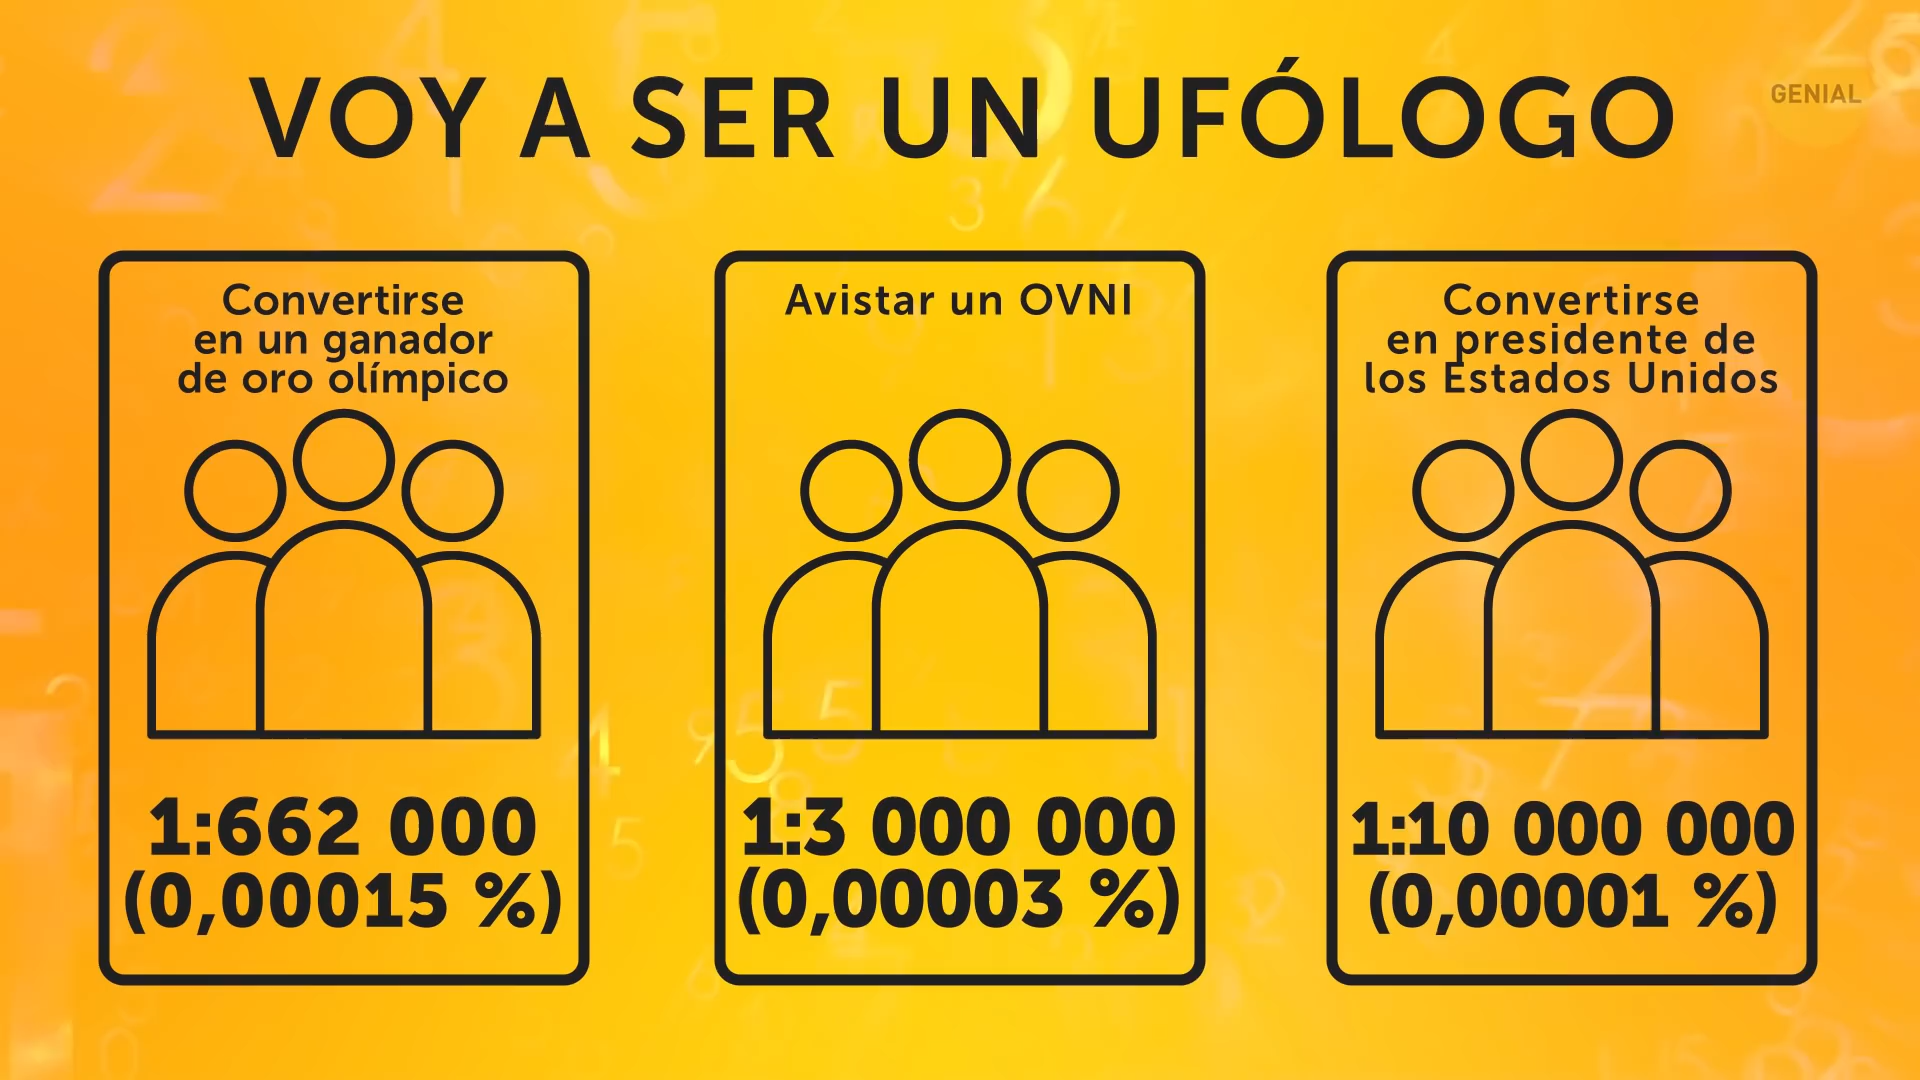 VOY A SER UN UFÓLOGO
GENIAL
Convertirse
en un ganador
de oro olímpico
1:662 000
(0,00015 %)
Avistar un OVNI
1:3 000 000
(0,00003 %)
Convertirse
en presidente de
los Estados Unidos
1:10 000 000
(0,00001 %)